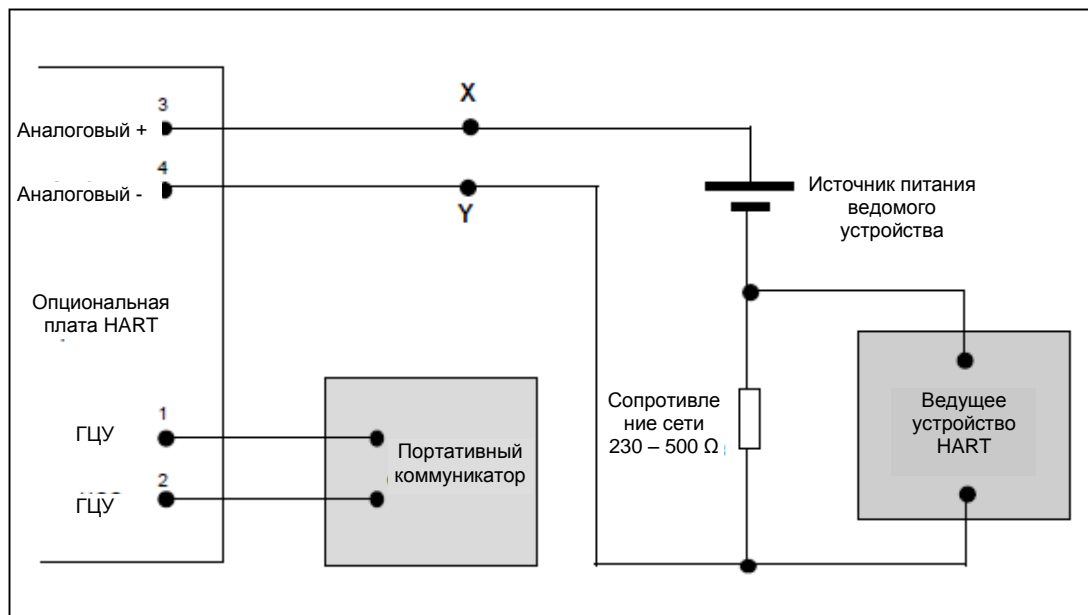 3
X
Аналоговый +
4
Аналоговый -
Y
Источник питания
ведомого
устройства
Опциональная
плата HART
1
ГЦУ
2
ГЦУ
Портативный
коммуникатор
Сопротивле
ние сети
230 – 500 Ω
Ведущее
устройство
HART